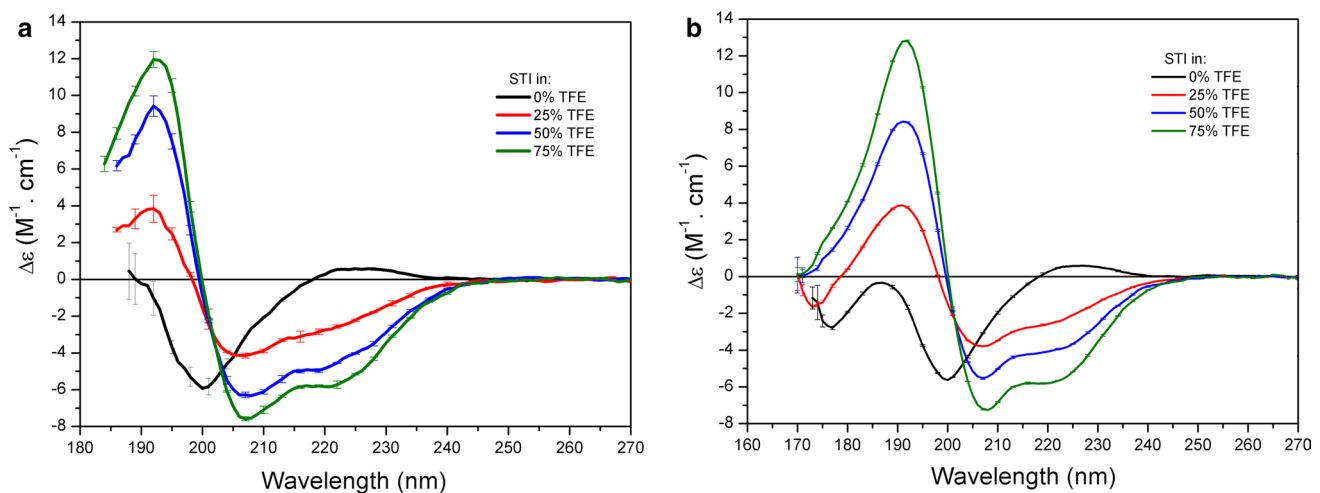 a
14
12
10
8
6
4
2
0
-2
-4
-6
-8
Δε (M⁻¹. cm⁻¹)
180 190 200 210 220 230 240 250 260 270
Wavelength (nm)
STI in:
0% TFE
25% TFE
50% TFE
75% TFE
b
14
12
10
8
6
4
2
0
-2
-4
-6
-8
Δε (M⁻¹. cm⁻¹)
160 170 180 190 200 210 220 230 240 250 260 270
Wavelength (nm)
STI in:
0% TFE
25% TFE
50% TFE
75% TFE